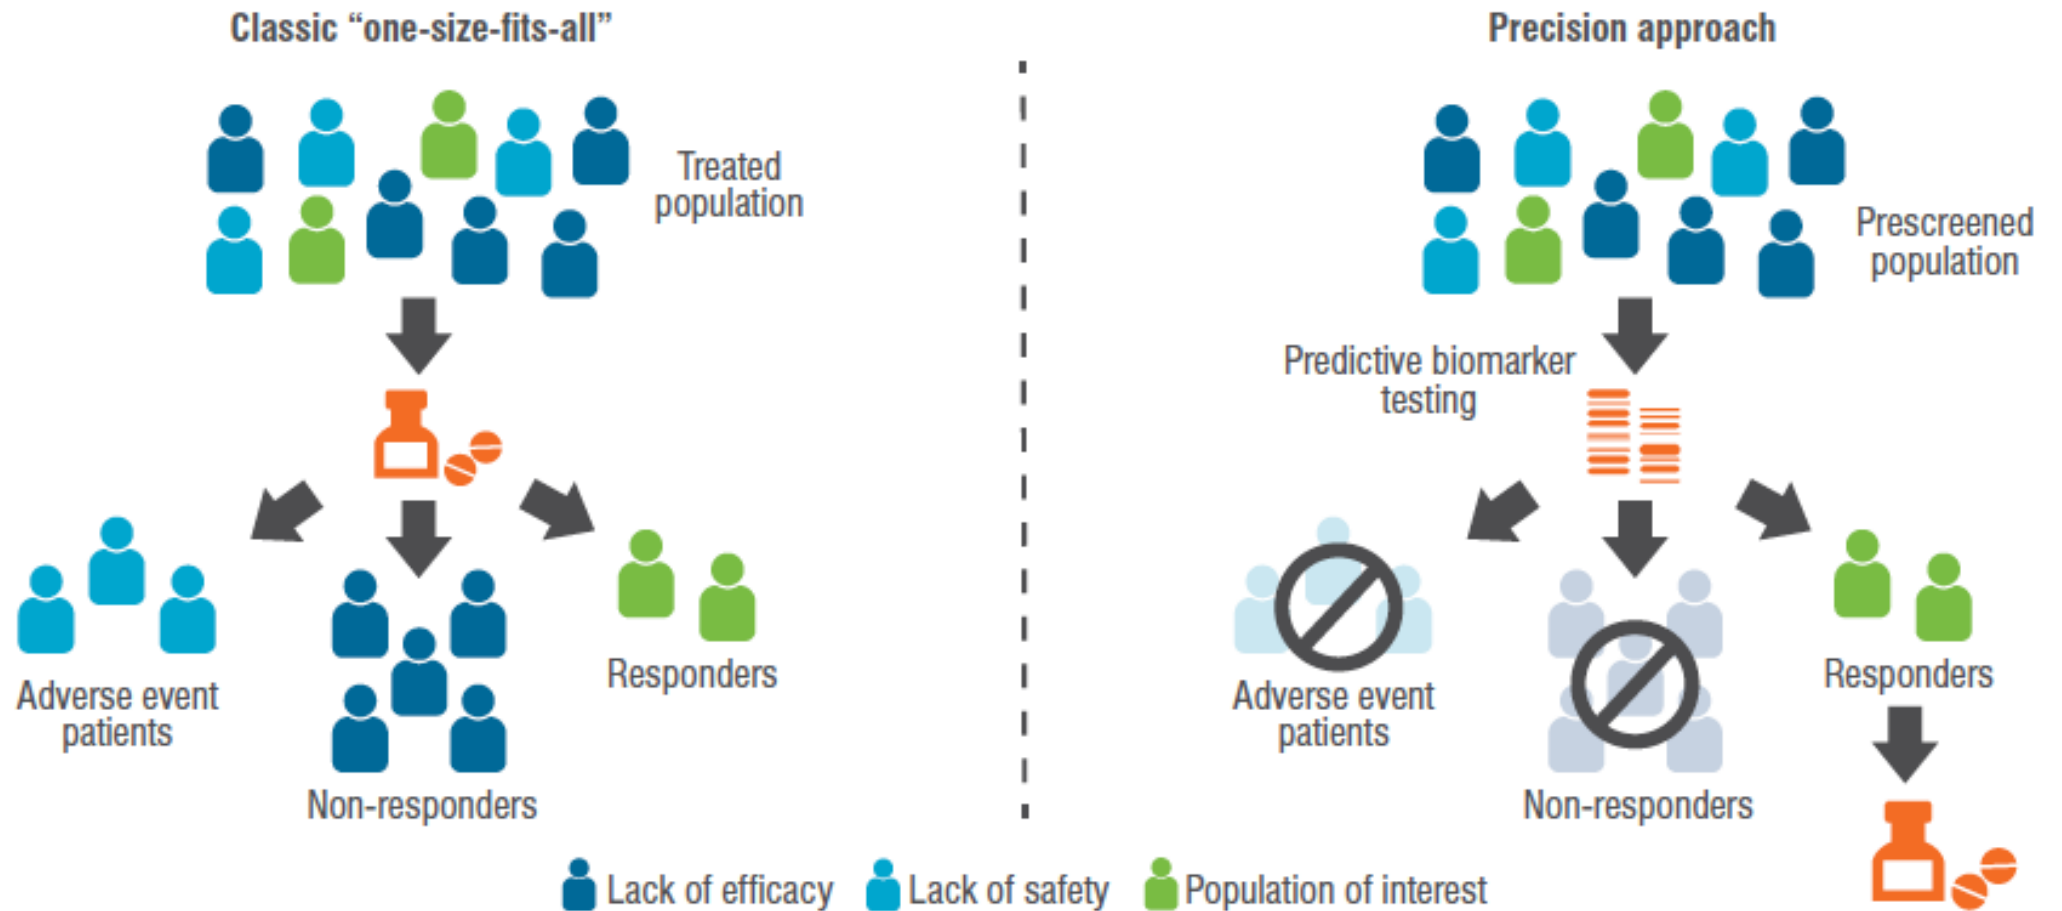 Classic “one-size-fits-all”
Treated
population
Adverse event
patients
Non-responders
Responders
Precision approach
Prescreened
population
Predictive biomarker
testing
Adverse event
patients
Non-responders
Responders
Lack of efficacy
Lack of safety
Population of interest